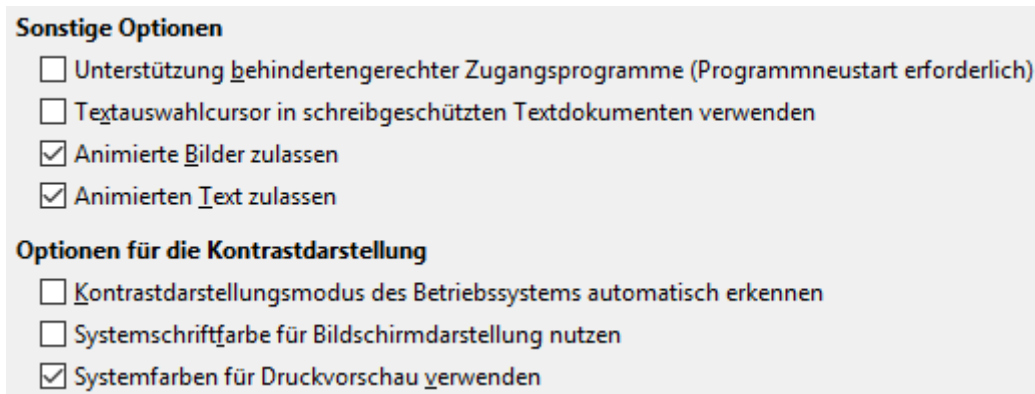 Sonstige Optionen
Unterstützung behindertengerechter Zugangsprogramme (Programmneustart erforderlich)
Textauswahlcursor in schreibgeschützten Textdokumenten verwenden
Animierte Bilder zulassen
Animierten Text zulassen
Optionen für die Kontrastdarstellung
Kontrastdarstellungsmodus des Betriebssystems automatisch erkennen
Systemschriftfarbe für Bildschirmdarstellung nutzen
Systemfarben für Druckvorschau verwenden